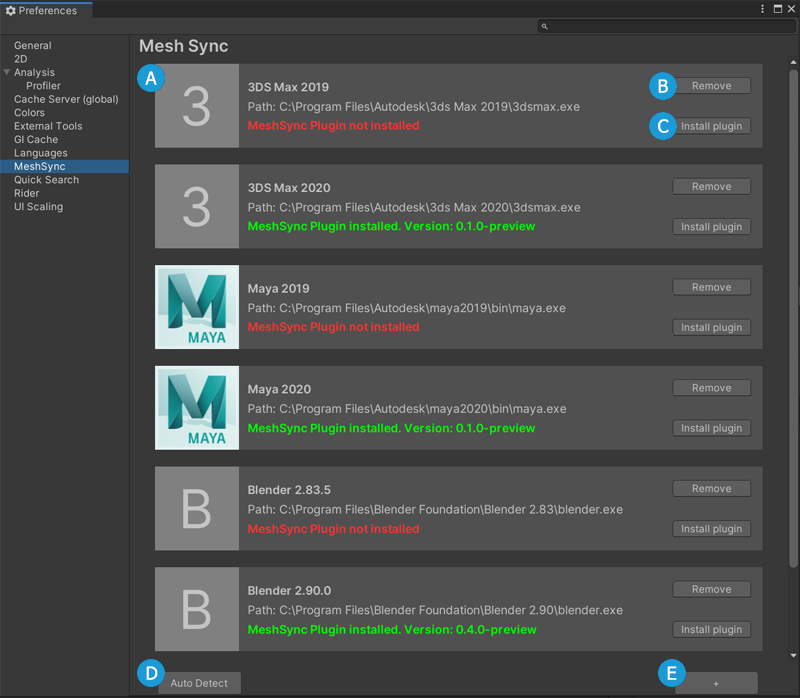 Preferences
General
2D
Analysis
Profiler
Cache Server (global)
Colors
External Tools
GI Cache
Languages
MeshSync
Quick Search
Rider
UI Scaling
Mesh Sync
A
3
3DS Max 2019
Path: C:\Program Files\Autodesk\3ds Max 2019\3dsmax.exe
MeshSync Plugin not installed
B
Remove
C
Install plugin
3
3DS Max 2020
Path: C:\Program Files\Autodesk\3ds Max 2020\3dsmax.exe
MeshSync Plugin installed. Version: 0.1.0-preview
Remove
Install plugin
MAYA
Maya 2019
Path: C:\Program Files\Autodesk\maya2019\bin\maya.exe
MeshSync Plugin not installed
Remove
Install plugin
MAYA
Maya 2020
Path: C:\Program Files\Autodesk\maya2020\bin\maya.exe
MeshSync Plugin installed. Version: 0.1.0-preview
Remove
Install plugin
B
Blender 2.83.5
Path: C:\Program Files\Blender Foundation\Blender 2.83\blender.exe
MeshSync Plugin not installed
Remove
Install plugin
B
Blender 2.90.0
Path: C:\Program Files\Blender Foundation\Blender 2.90\blender.exe
MeshSync Plugin installed. Version: 0.4.0-preview
Remove
Install plugin
D
Auto Detect
E
+